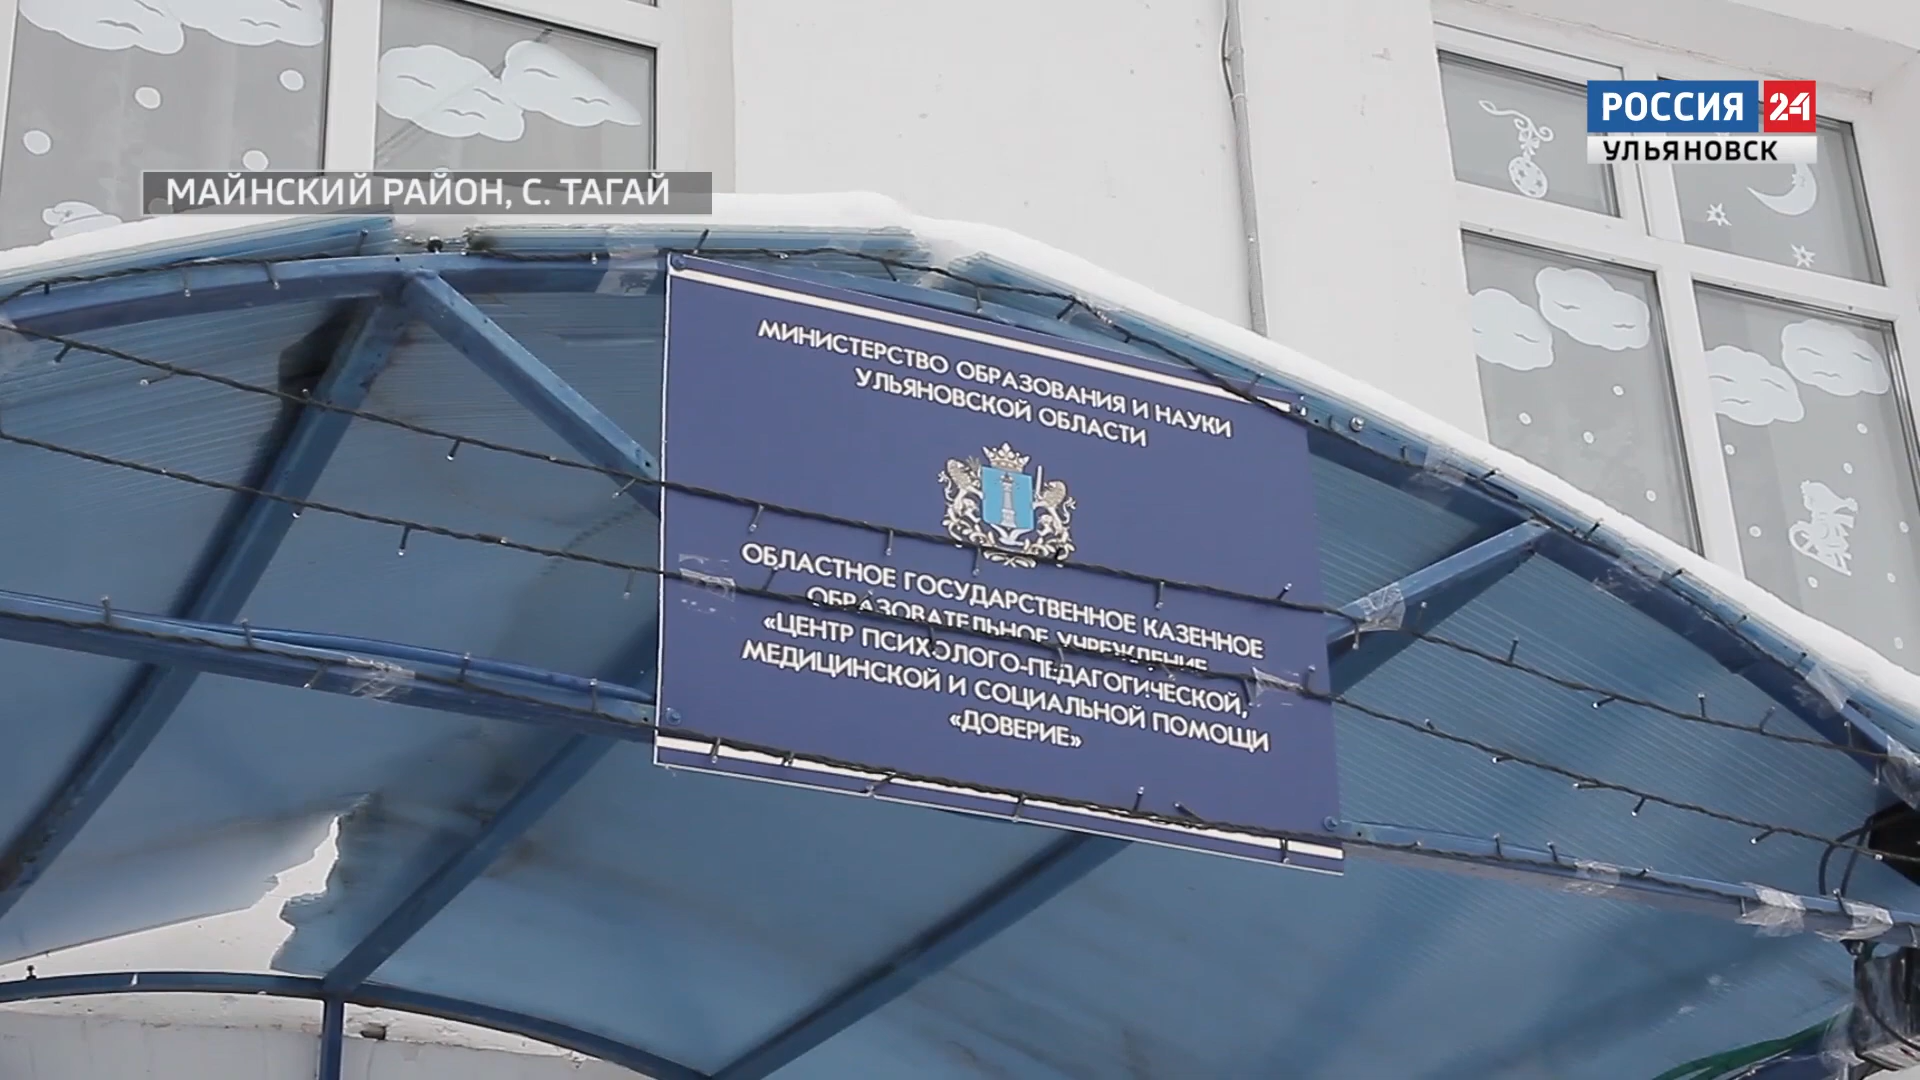 РОССИЯ 24
УЛЬЯНОВСК
МАЙНСКИЙ РАЙОН, С. ТАГАЙ
МИНИСТЕРСТВО ОБРАЗОВАНИЯ И НАУКИ
УЛЬЯНОВСКОЙ ОБЛАСТИ
ОБЛАСТНОЕ ГОСУДАРСТВЕННОЕ КАЗЕННОЕ
ОБРАЗОВАТЕЛЬНОЕ УЧРЕЖДЕНИЕ
«ЦЕНТР ПСИХОЛОГО-ПЕДАГОГИЧЕСКОЙ,
МЕДИЦИНСКОЙ И СОЦИАЛЬНОЙ ПОМОЩИ
«ДОВЕРИЕ»